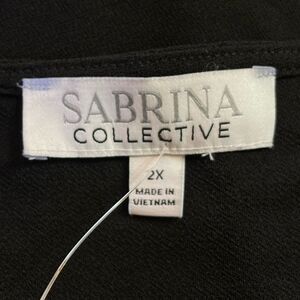 SABRINA
COLLECTIVE
2X
MADE IN
VIETNAM